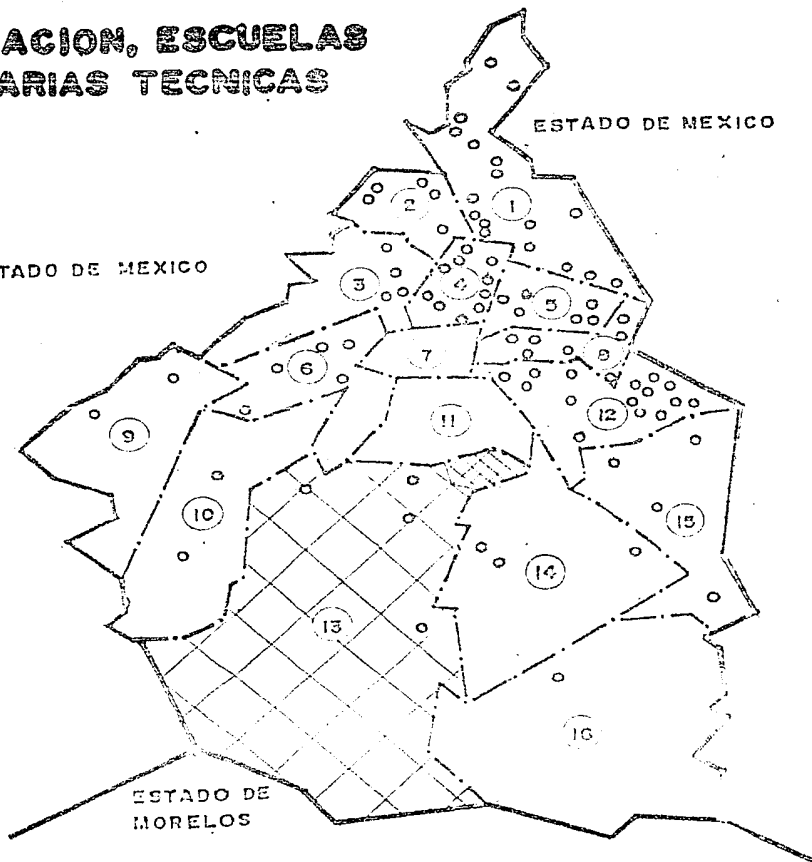 ACION, ESCUELAS
ARIAS TECNICAS
ESTADO DE MEXICO
TADO DE MEXICO
1
2
3
4
5
6
7
8
9
10
11
12
13
14
15
16
ESTADO DE
MORELOS